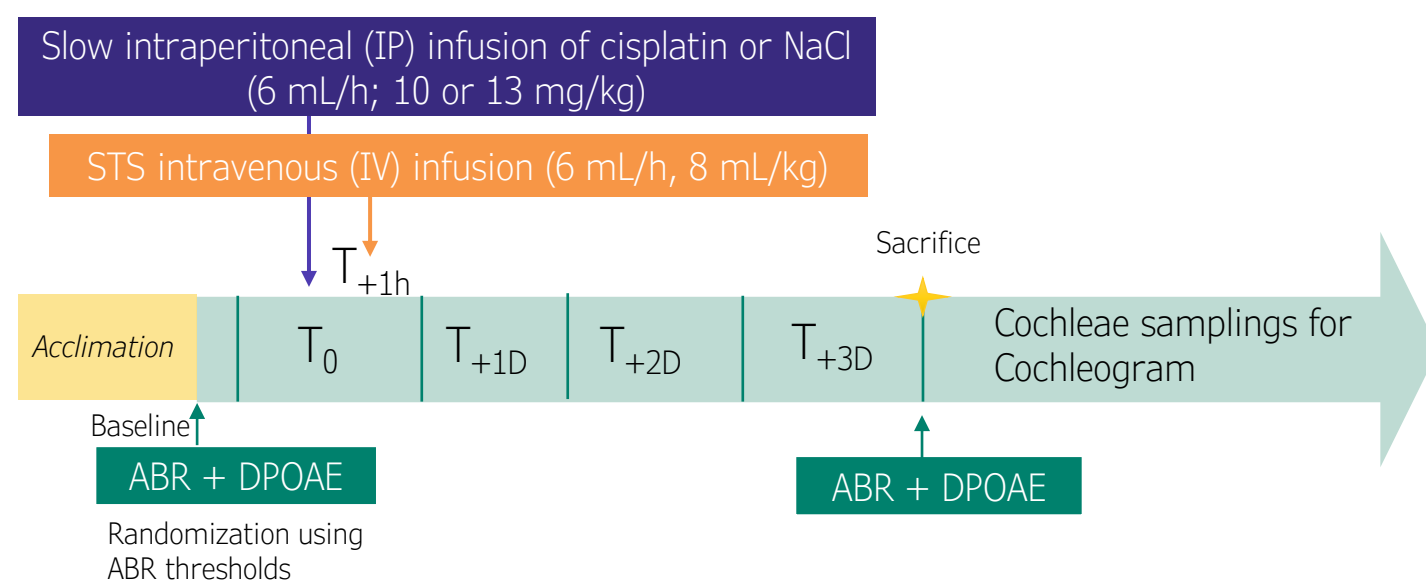 Slow intraperitoneal (IP) infusion of cisplatin or NaCl
(6 mL/h; 10 or 13 mg/kg)
STS intravenous (IV) infusion (6 mL/h, 8 mL/kg)
T+1h
Sacrifice
Acclimation
T0
T+1D
T+2D
T+3D
Cochleae samplings for
Cochleogram
Baseline
ABR + DPOAE
ABR + DPOAE
Randomization using
ABR thresholds